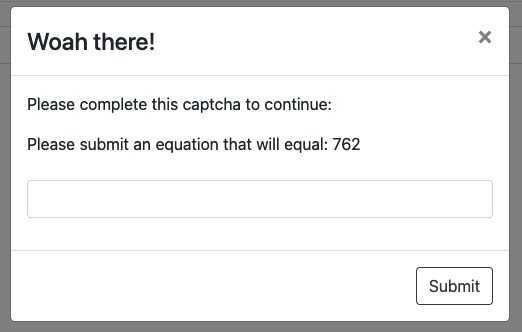 Woah there!
×
Please complete this captcha to continue:
Please submit an equation that will equal: 762
Submit